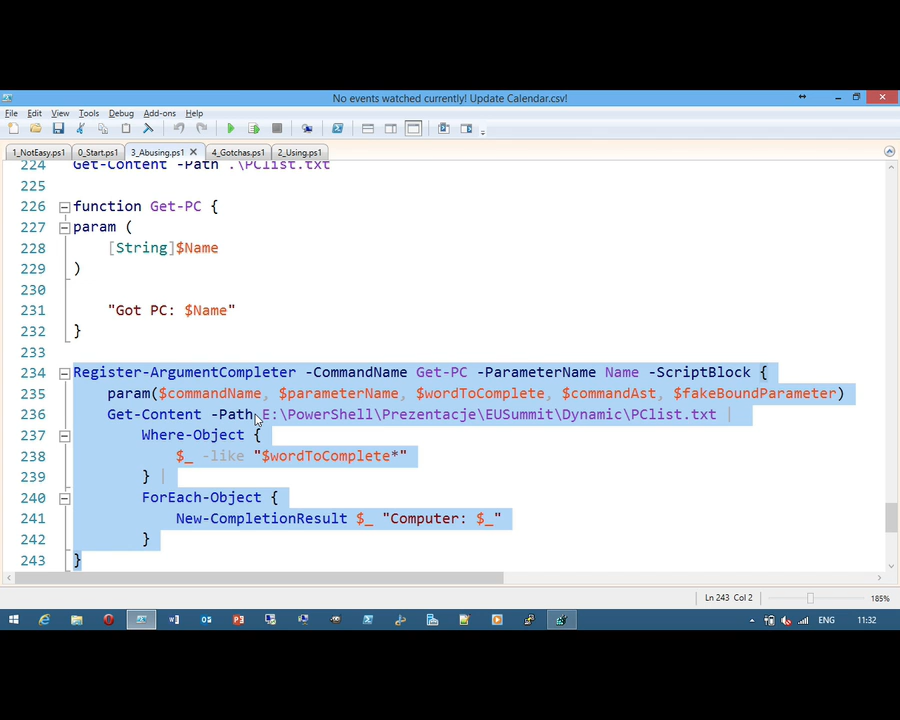 No events watched currently! Update Calendar.csv!
File Edit View Tools Debug Add-ons Help
1_NotEasy.ps1 0_Start.ps1 3_Abusing.ps1 4_Gotchas.ps1 2_Using.ps1
224 Get-Content -Path .\PClist.txt
225
226 function Get-PC {
227 param (
228 [String]$Name
229 )
230
231 "Got PC: $Name"
232 }
233
234 Register-ArgumentCompleter -CommandName Get-PC -ParameterName Name -ScriptBlock {
235 param($commandName, $parameterName, $wordToComplete, $commandAst, $fakeBoundParameter)
236 Get-Content -Path E:\PowerShell\Prezentacje\EUSummit\Dynamic\PClist.txt |
237 Where-Object {
238 $_ -like "$wordToComplete*"
239 } |
240 ForEach-Object {
241 New-CompletionResult $_ "Computer: $_"
242 }
243 }
Ln 243 Col 2 185%
ENG 11:32